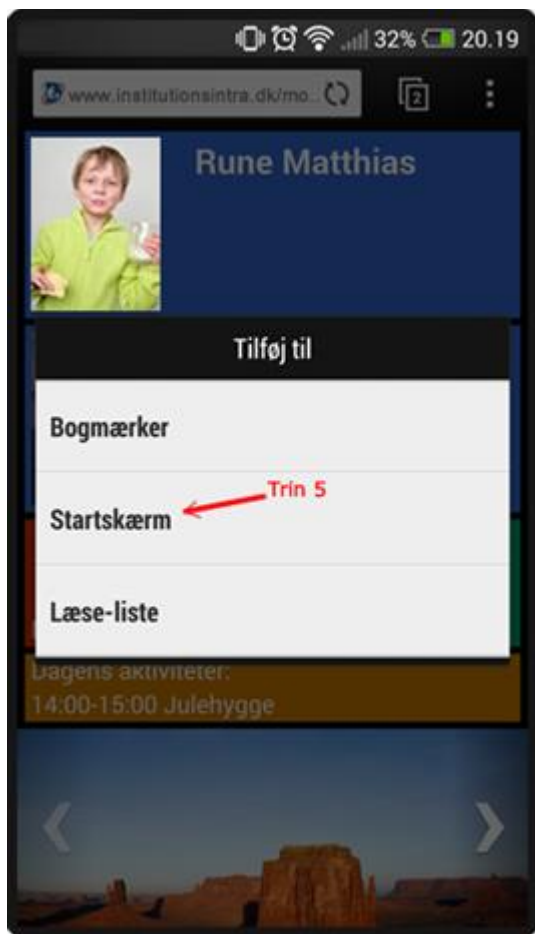 32% 20.19
www.institutionsintra.dk/mo..
2
Rune Matthias
Tilføj til
Bogmærker
Trin 5
Startskærm
Læse-liste
Dagens aktiviteter:
14:00-15:00 Julehygge